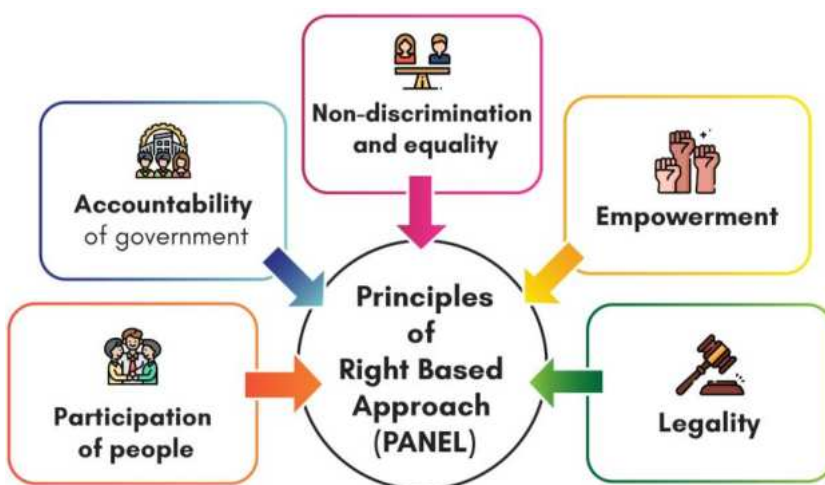 Non-discrimination
and equality
Accountability
of government
Empowerment
Participation
of people
Principles
of
Right Based
Approach
(PANEL)
Legality